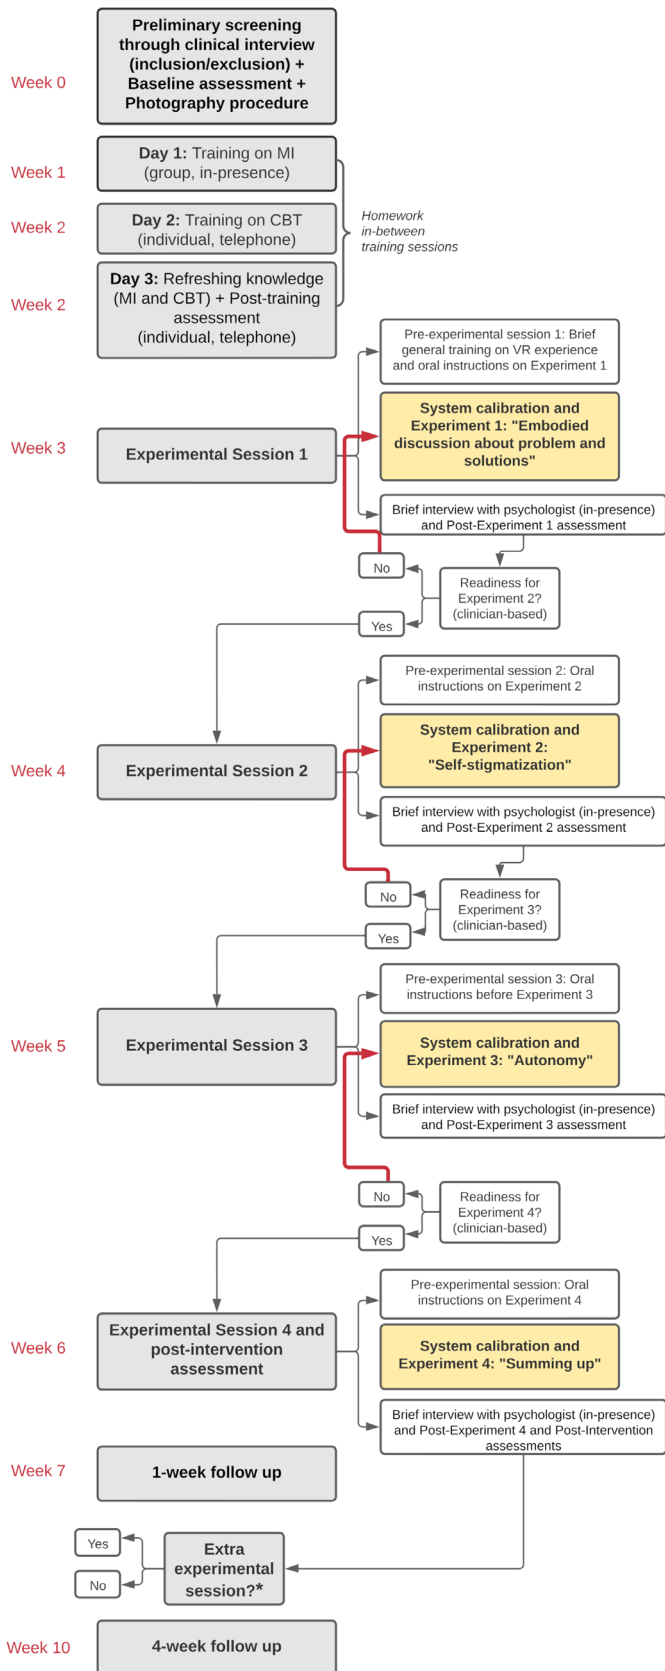 Week 0
Preliminary screening
through clinical interview
(inclusion/exclusion) +
Baseline assessment +
Photography procedure
Week 1
Day 1: Training on MI
(group, in-presence)
Week 2
Day 2: Training on CBT
(individual, telephone)
Homework
in-between
training sessions
Week 2
Day 3: Refreshing knowledge
(MI and CBT) + Post-training
assessment
(individual, telephone)
Pre-experimental session 1: Brief
general training on VR experience
and oral instructions on Experiment 1
Week 3
Experimental Session 1
System calibration and
Experiment 1: "Embodied
discussion about problem and
solutions"
Brief interview with psychologist (in-presence)
and Post-Experiment 1 assessment
No
Readiness for
Experiment 2?
(clinician-based)
Yes
Pre-experimental session 2: Oral
instructions on Experiment 2
Week 4
Experimental Session 2
System calibration and
Experiment 2:
"Self-stigmatization"
Brief interview with psychologist (in-presence)
and Post-Experiment 2 assessment
No
Readiness for
Experiment 3?
(clinician-based)
Yes
Pre-experimental session 3: Oral
instructions before Experiment 3
Week 5
Experimental Session 3
System calibration and
Experiment 3: "Autonomy"
Brief interview with psychologist (in-presence)
and Post-Experiment 3 assessment
No
Readiness for
Experiment 4?
(clinician-based)
Yes
Pre-experimental session: Oral
instructions on Experiment 4
Week 6
Experimental Session 4 and
post-intervention
assessment
System calibration and
Experiment 4: "Summing up"
Brief interview with psychologist (in-presence)
and Post-Experiment 4 and Post-Intervention
assessments
Week 7
1-week follow up
Yes
No
Extra
experimental
session?*
Week 10
4-week follow up